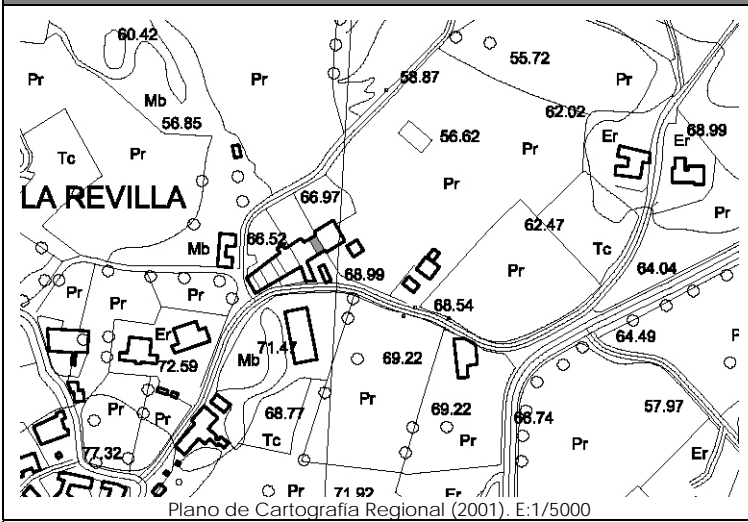 60.42
58.87
55.72
Pr
Pr
Pr
Mb
62.02
56.85
56.62
Er
Er
68.99
Tc
Pr
Pr
Pr
LA REVILLA
66.97
Pr
66.52
62.47
Mb
Tc
68.99
Pr
64.04
Pr
Pr
Pr
68.54
64.49
Er
71.47
Mb
72.59
69.22
Pr
57.97
Pr
Pr
68.77
69.22
66.74
Tc
Pr
Pr
77.32
Er
Pr
71.92
Er
Plano de Cartografía Regional (2001). E:1/5000